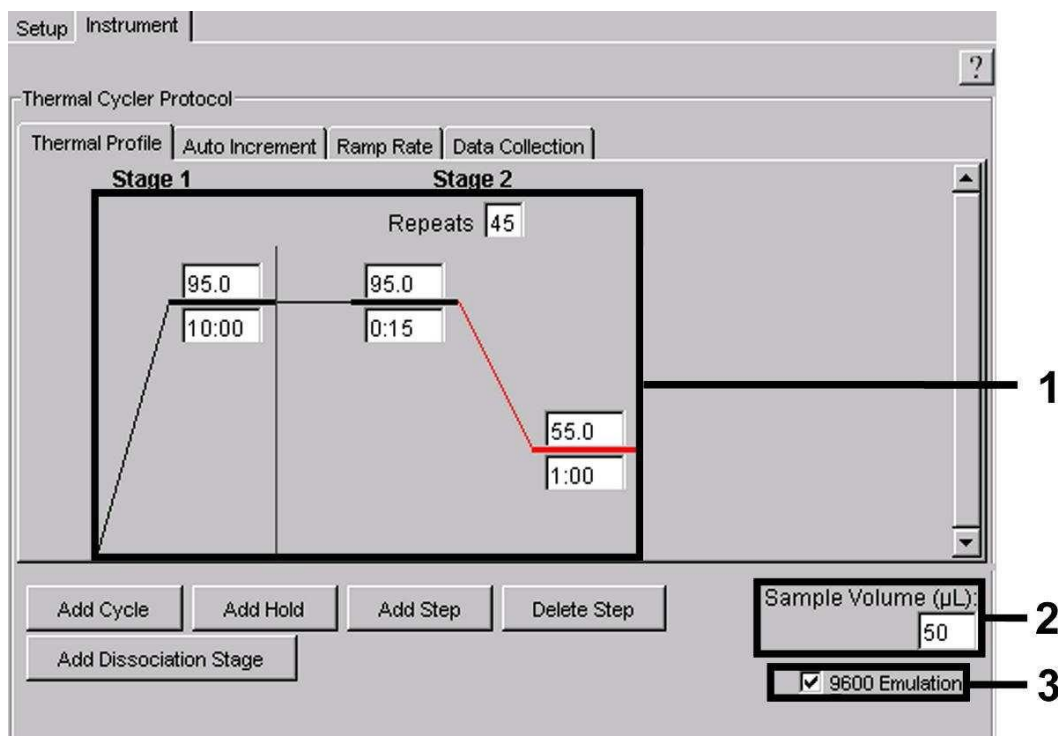 Setup Instrument
?
Thermal Cycler Protocol
Thermal Profile Auto Increment Ramp Rate Data Collection
Stage 1 Stage 2
Repeats 45
95.0 95.0
10:00 0:15
1
55.0
1:00
Add Cycle Add Hold Add Step Delete Step
Sample Volume (µL):
50
2
Add Dissociation Stage
9600 Emulation
3